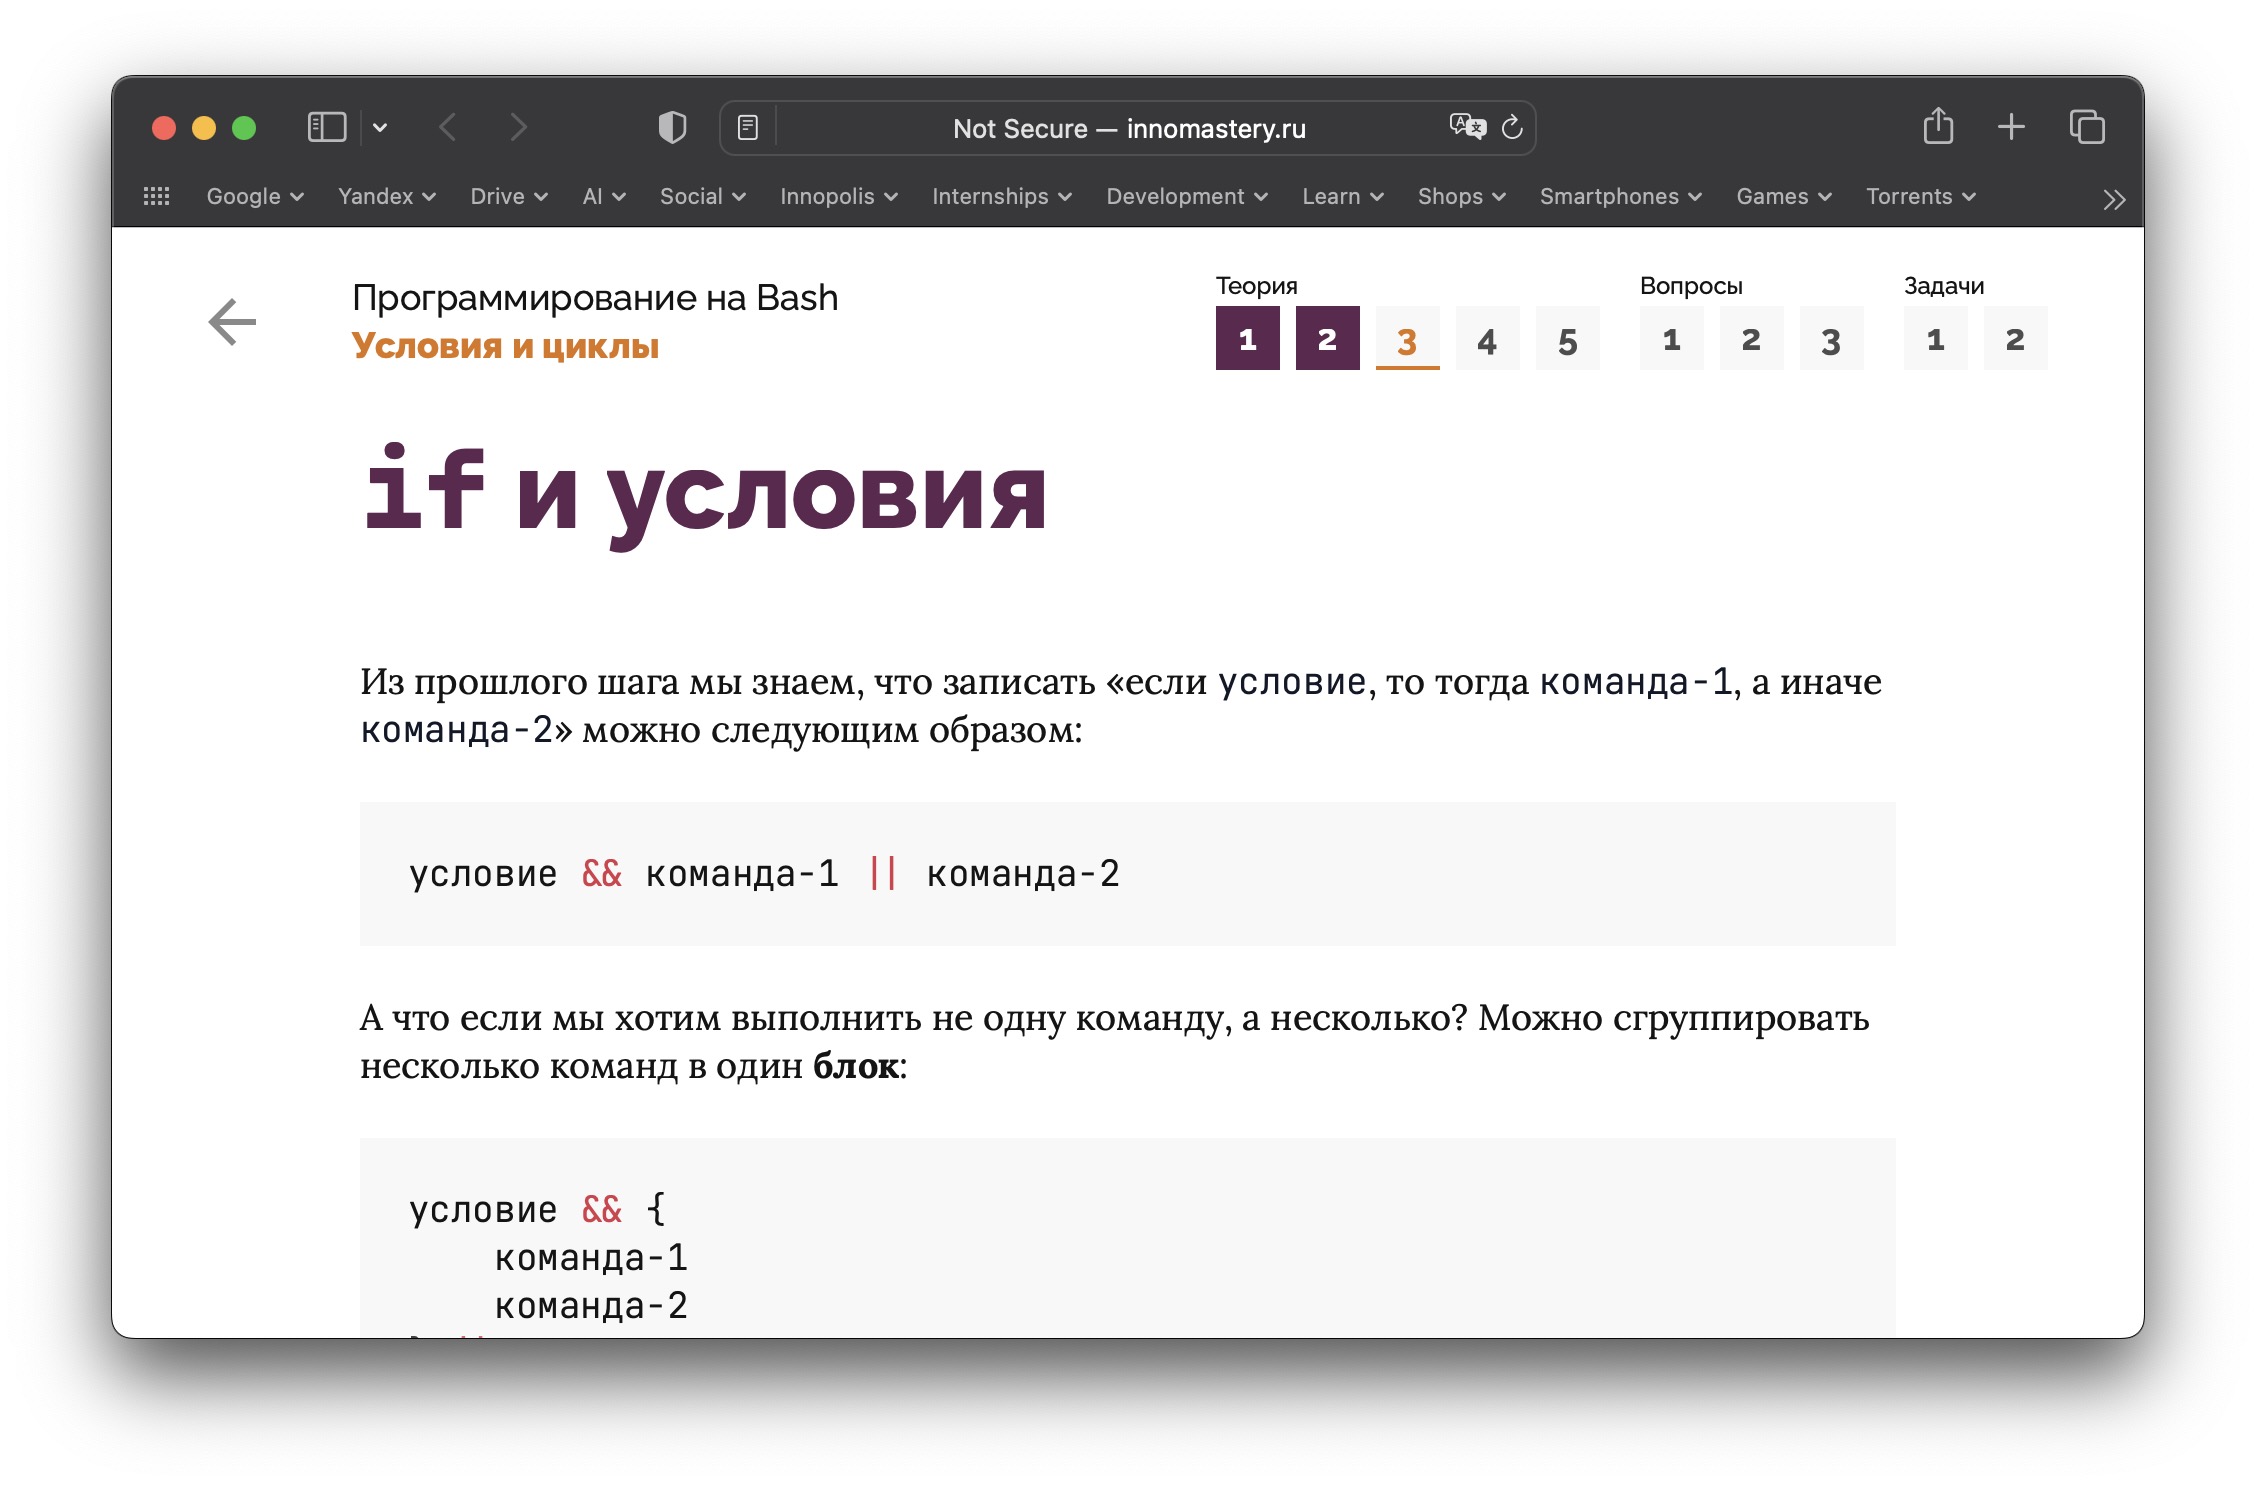 Not Secure — innomastery.ru
Google Yandex Drive AI Social Innopolis Internships Development Learn Shops Smartphones Games Torrents
Программирование на Bash
Условия и циклы
Теория Вопросы Задачи
1 2 3 4 5 1 2 3 1 2
if и условия
Из прошлого шага мы знаем, что записать «если условие, то тогда команда-1, а иначе
команда-2» можно следующим образом:
условие && команда-1 || команда-2
А что если мы хотим выполнить не одну команду, а несколько? Можно сгруппировать
несколько команд в один блок:
условие && {
команда-1
команда-2